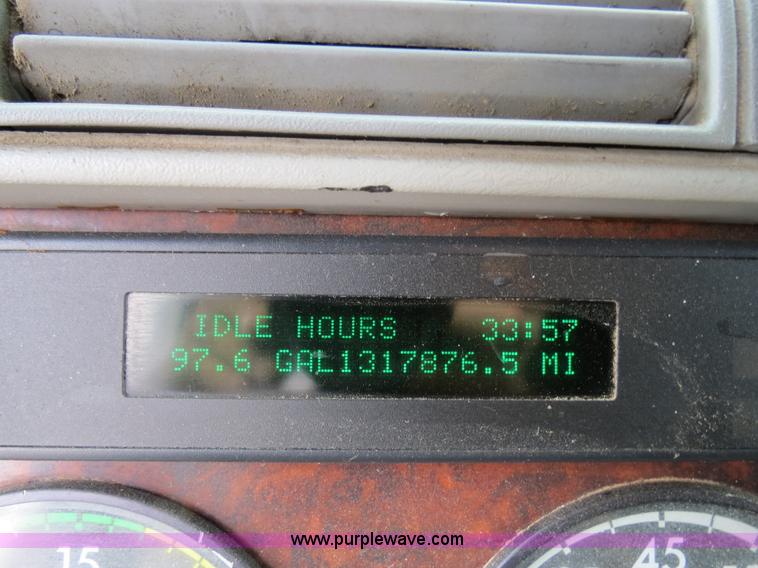 IDLE HOURS 33:57
97.6 GAL1317876.5 MI
15
45
www.purplewave.com